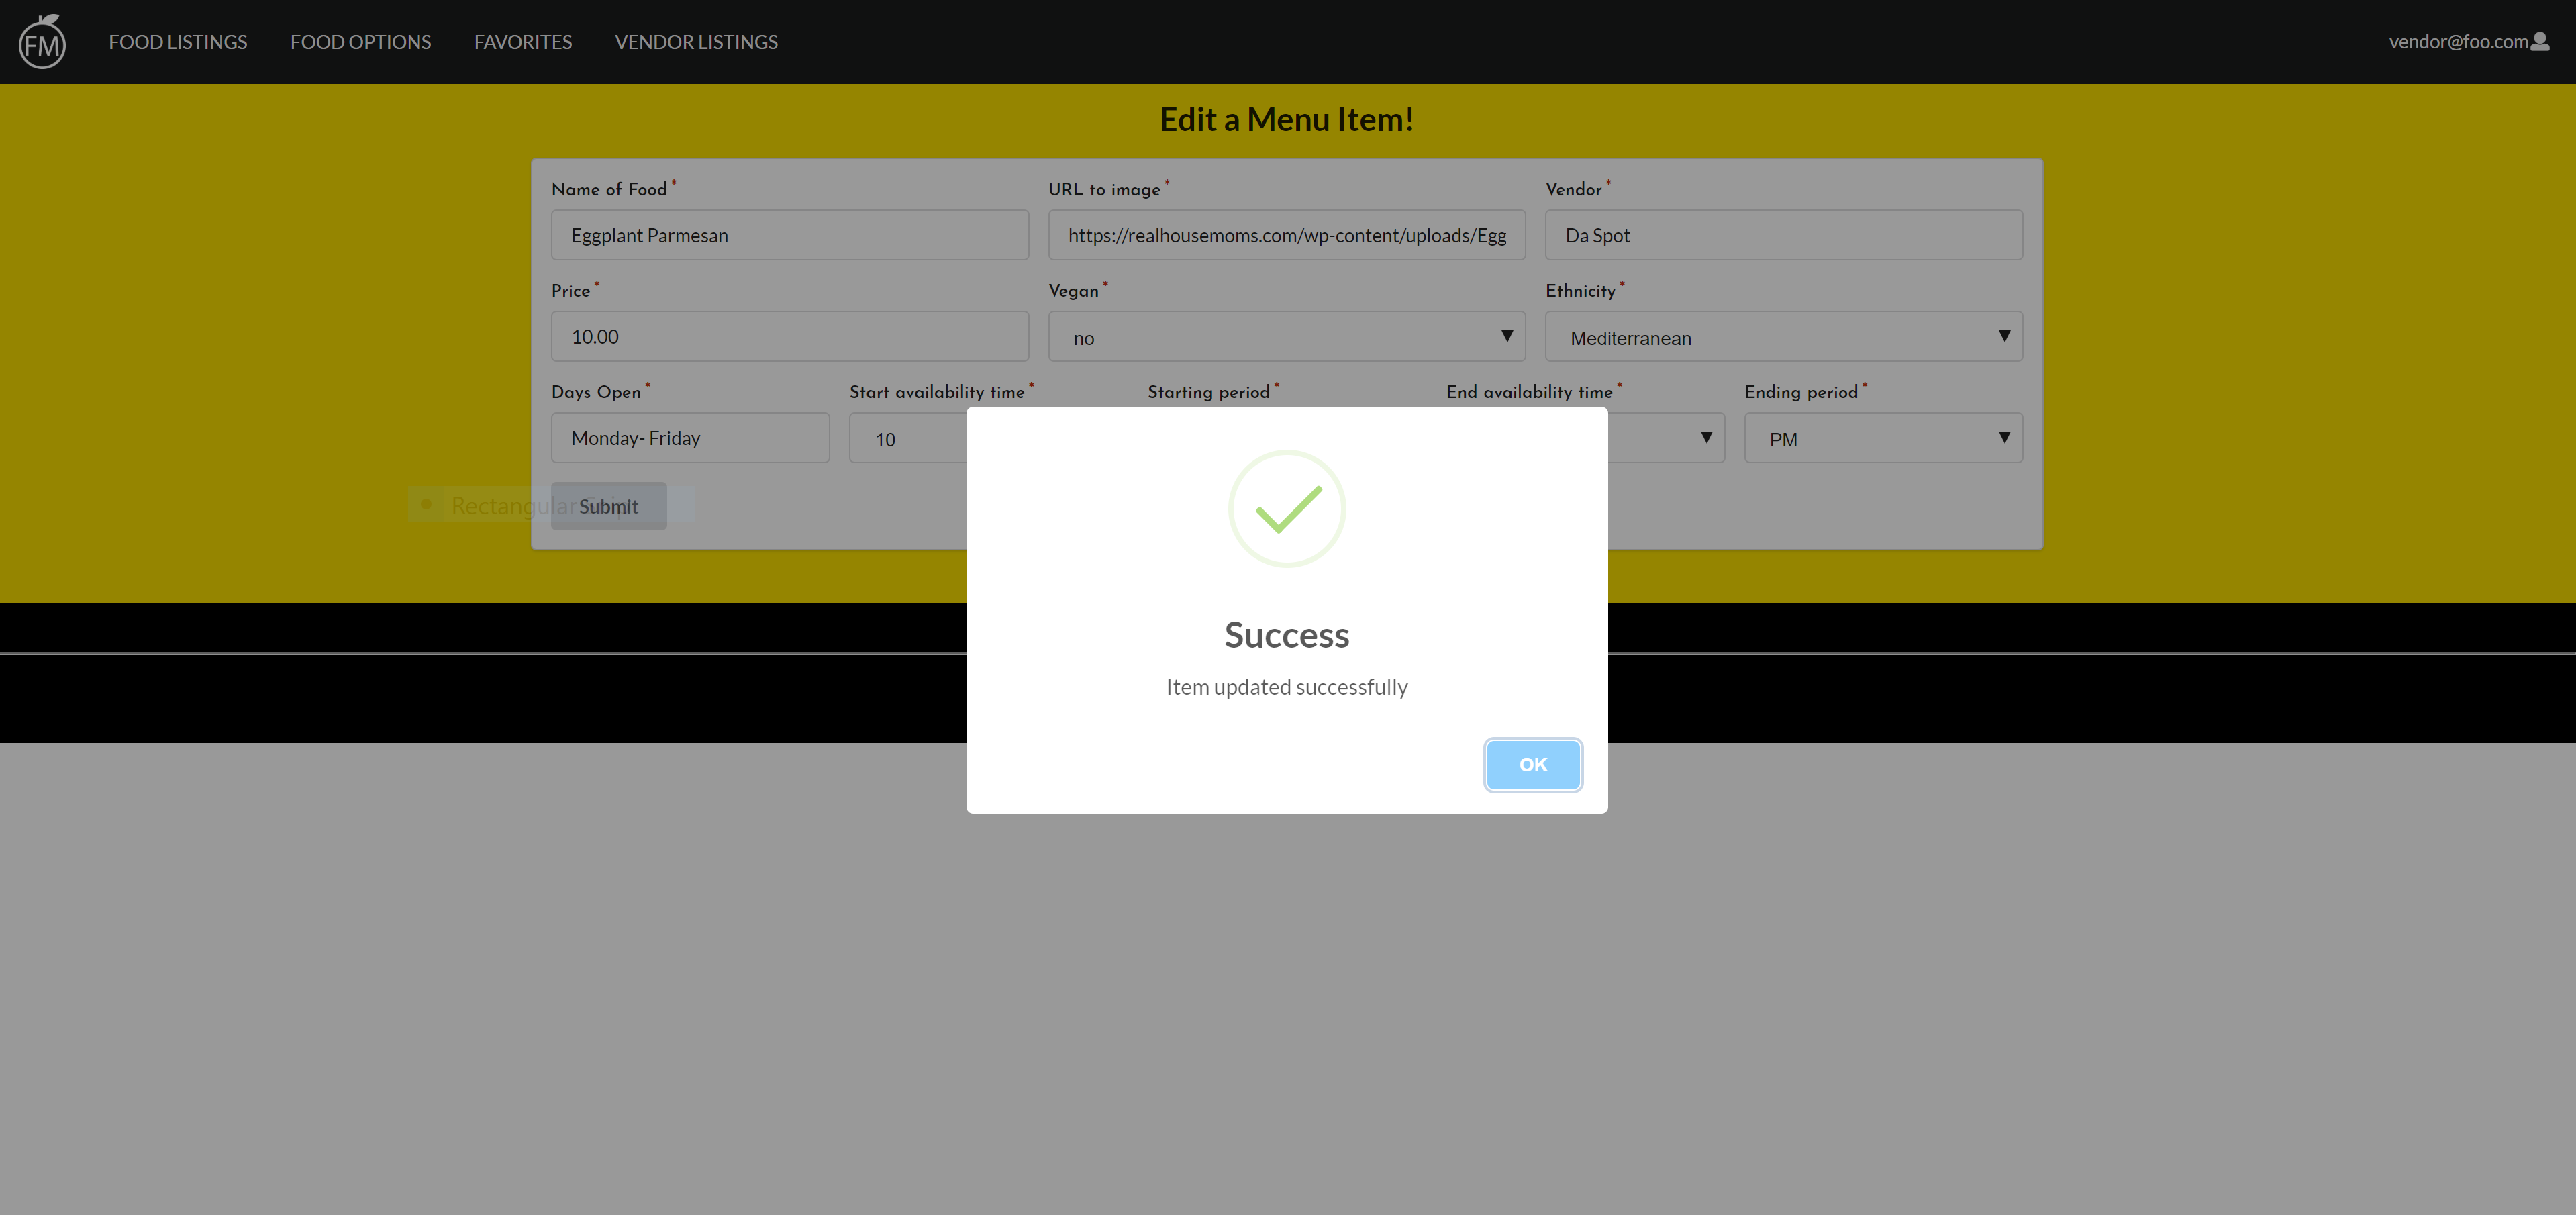 FM
FOOD LISTINGS
FOOD OPTIONS
FAVORITES
VENDOR LISTINGS
vendor@foo.com
Edit a Menu Item!
Name of Food *
URL to image *
Vendor *
Eggplant Parmesan
https://realhousemoms.com/wp-content/uploads/Egg
Da Spot
Price *
Vegan *
Ethnicity *
10.00
no
Mediterranean
Days Open *
Start availability time *
Starting period *
End availability time *
Ending period *
Monday- Friday
10
PM
Rectangular
Submit
Success
Item updated successfully
OK